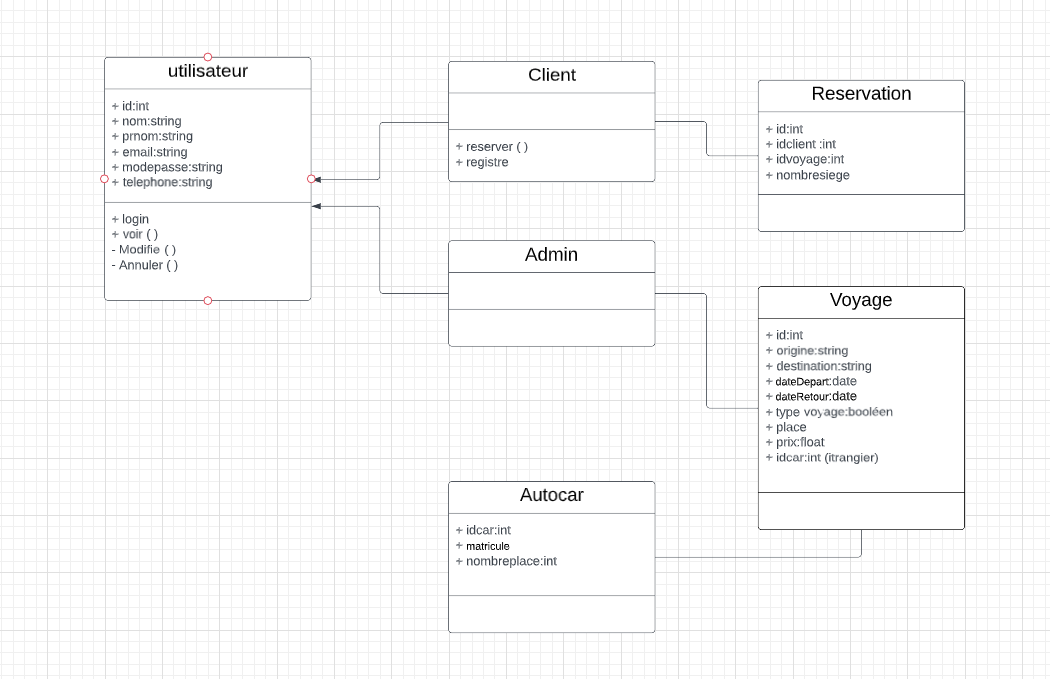 utilisateur
+ id:int
+ nom:string
+ prnom:string
+ email:string
+ modepasse:string
+ telephone:string
+ login
+ voir ( )
- Modifie ( )
- Annuler ( )
Client
+ reserver ( )
+ registre
Reservation
+ id:int
+ idclient :int
+ idvoyage:int
+ nombresiege
Admin
Voyage
+ id:int
+ origine:string
+ destination:string
+ dateDepart:date
+ dateRetour:date
+ type voyage:booléen
+ place
+ prix:float
+ idcar:int (itrangier)
Autocar
+ idcar:int
+ matricule
+ nombreplace:int